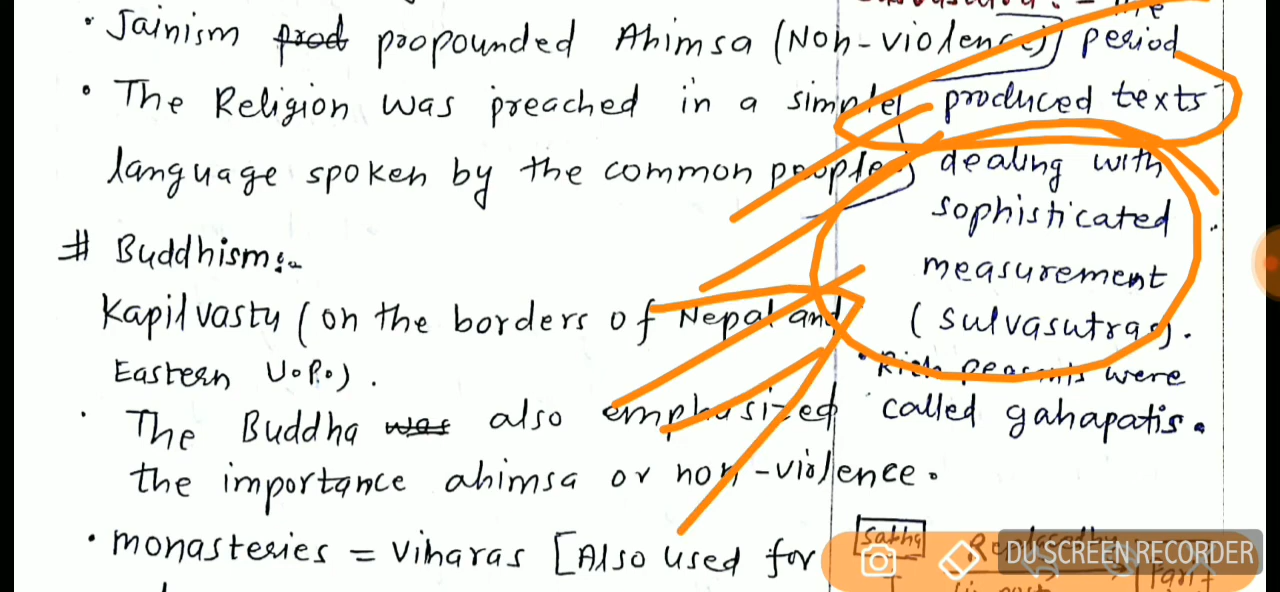 • Jainism prod propounded Ahimsa (Non-violence)
• The Religion was preached in a simple
language spoken by the common people
# Buddhism:-
Kapilvasty (on the borders of Nepal and
Eastern U.P.).
• The Buddha was also emphasized
the importance ahimsa or non-violence.
• monasteries = Viharas [Also used for
period
produced texts
dealing with
sophisticated
measurement
(Sulvasutras).
• Rich peasants were
called gahapatis.
DU SCREEN RECORDER